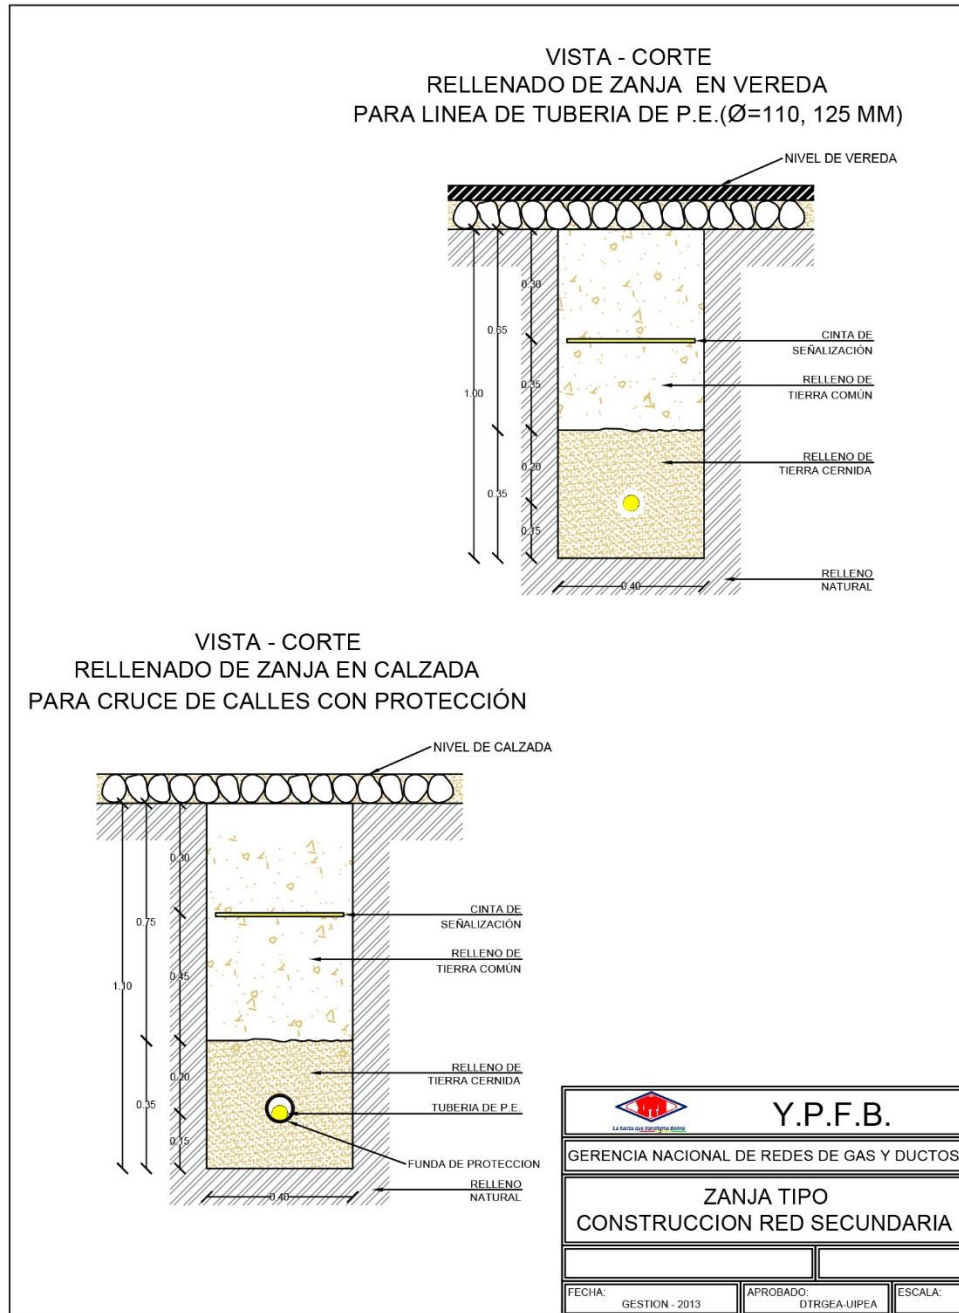 VISTA - CORTE
RELLENADO DE ZANJA EN VEREDA
PARA LINEA DE TUBERIA DE P.E.(Ø=110, 125 MM)
NIVEL DE VEREDA
0.30
0.65
CINTA DE
SEÑALIZACIÓN
RELLENO DE
TIERRA COMÚN
0.35
1.00
RELLENO DE
TIERRA CERNIDA
0.20
0.35
0.15
RELLENO
NATURAL
0.40
VISTA - CORTE
RELLENADO DE ZANJA EN CALZADA
PARA CRUCE DE CALLES CON PROTECCIÓN
NIVEL DE CALZADA
0.30
0.75
CINTA DE
SEÑALIZACIÓN
RELLENO DE
TIERRA COMÚN
0.45
1.10
RELLENO DE
TIERRA CERNIDA
0.20
0.35
TUBERIA DE P.E.
0.15
FUNDA DE PROTECCION
RELLENO
NATURAL
0.40
Y.P.F.B.
La fuerza que transforma Bolivia
GERENCIA NACIONAL DE REDES DE GAS Y DUCTOS
ZANJA TIPO
CONSTRUCCION RED SECUNDARIA
FECHA:
GESTION - 2013
APROBADO:
DTRGEA-UIPEA
ESCALA: